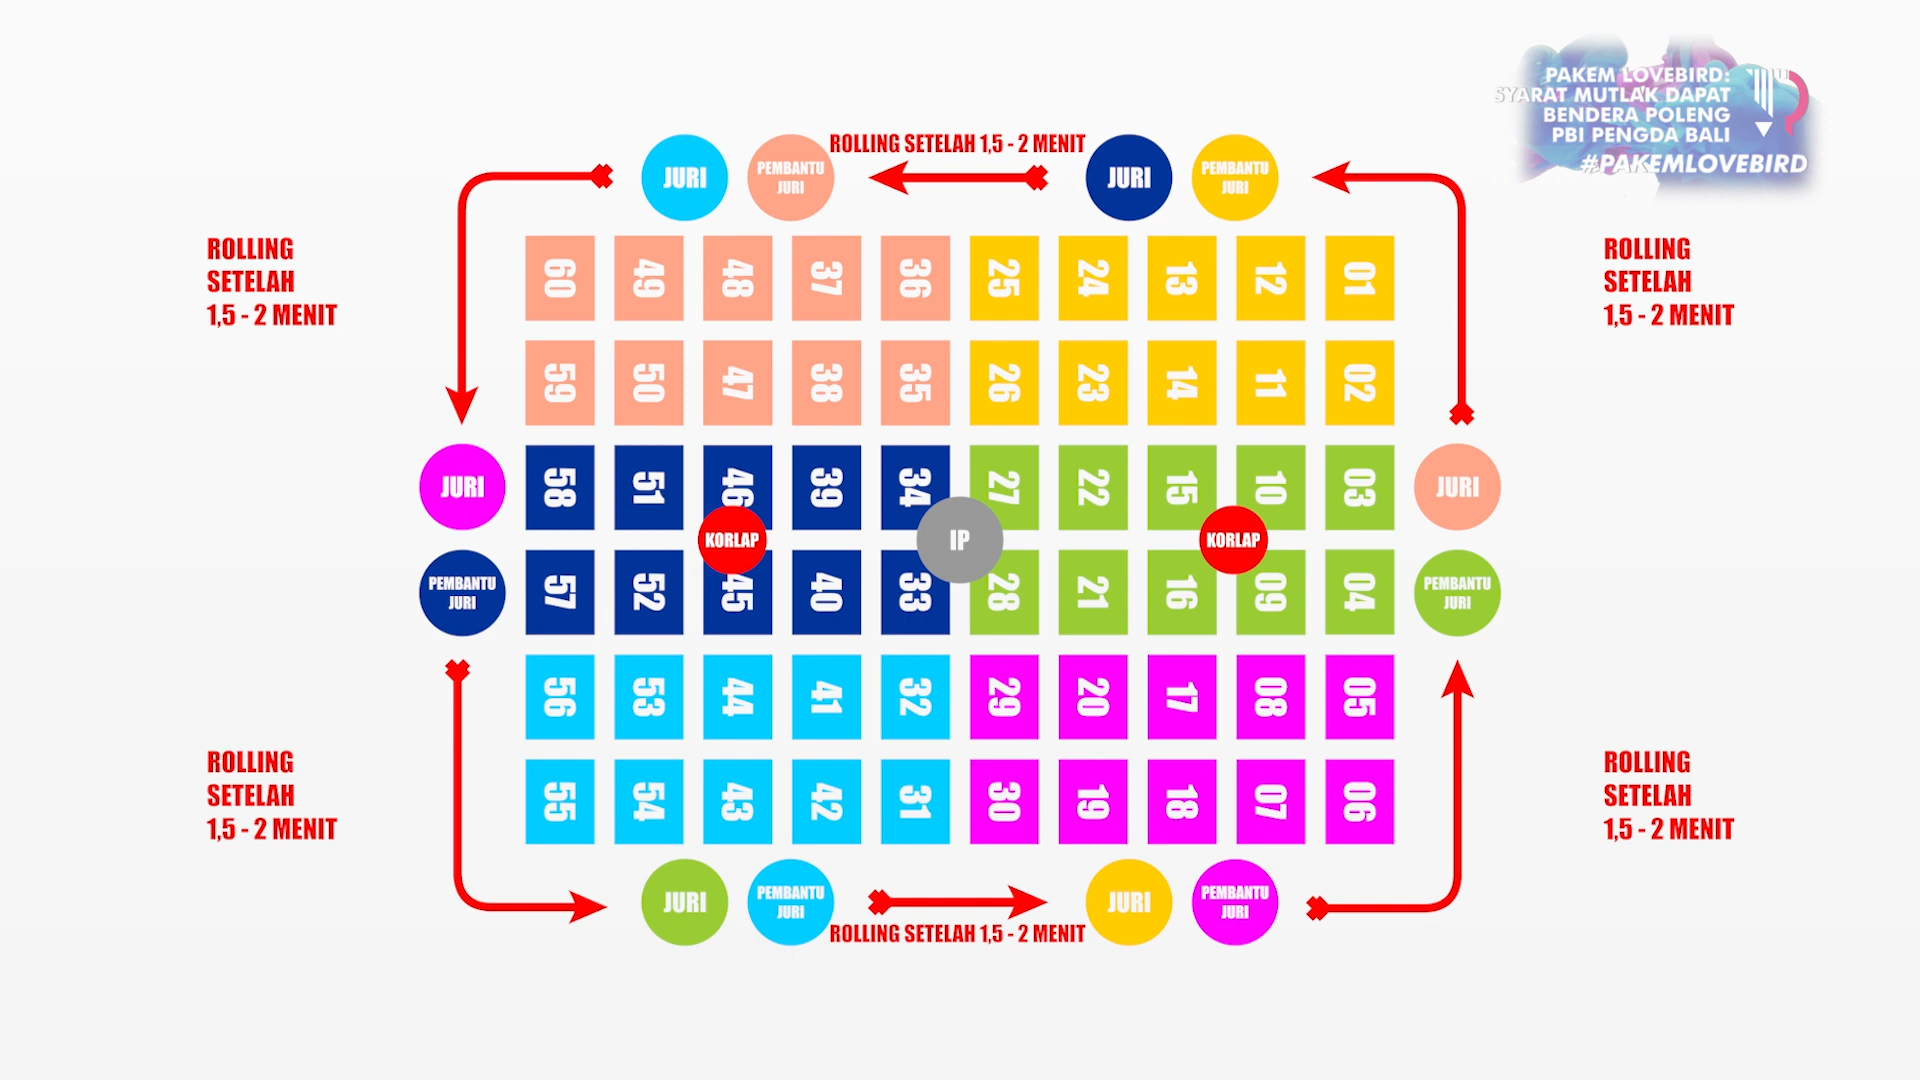 PAKEM LOVEBIRD:
SYARAT MUTLAK DAPAT
BENDERA POLENG
PBI PENGDA BALI
#PAKEMLOVEBIRD
ROLLING SETELAH 1,5 - 2 MENIT
JURI
PEMBANTU
JURI
JURI
PEMBANTU
JURI
ROLLING
SETELAH
1,5 - 2 MENIT
ROLLING
SETELAH
1,5 - 2 MENIT
60 49 48 37 36 25 24 13 12 01
59 50 47 38 35 26 23 14 11 02
JURI
58 51 46 39 34 27 22 15 10 03
JURI
KORLAP
IP
KORLAP
PEMBANTU
JURI
57 52 45 40 33 28 21 16 09 04
PEMBANTU
JURI
56 53 44 41 32 29 20 17 08 05
55 54 43 42 31 30 19 18 07 06
ROLLING
SETELAH
1,5 - 2 MENIT
ROLLING
SETELAH
1,5 - 2 MENIT
JURI
PEMBANTU
JURI
JURI
PEMBANTU
JURI
ROLLING SETELAH 1,5 - 2 MENIT